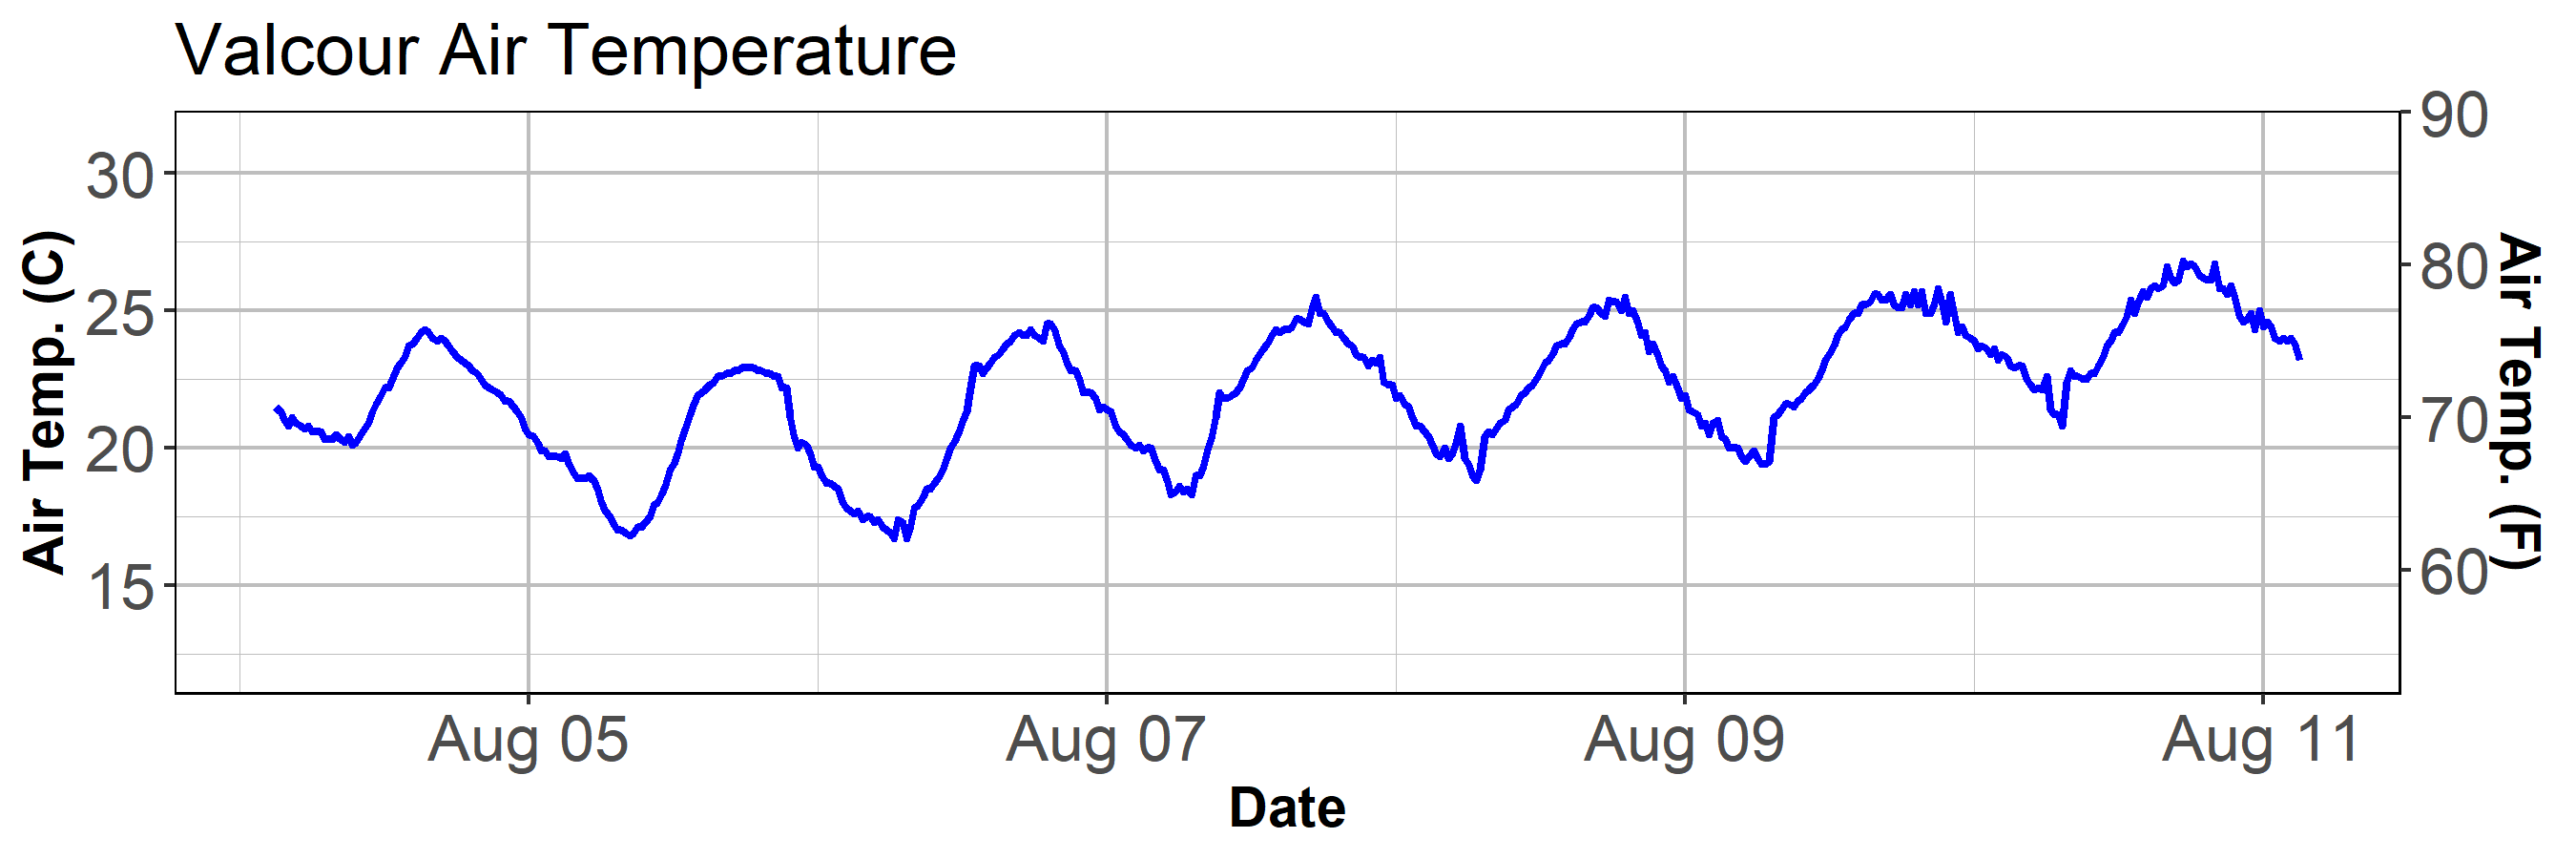 Valcour Air Temperature
Air Temp. (C)
30
25
20
15
90
80
70
60
Air Temp. (F)
Aug 05
Aug 07
Aug 09
Aug 11
Date